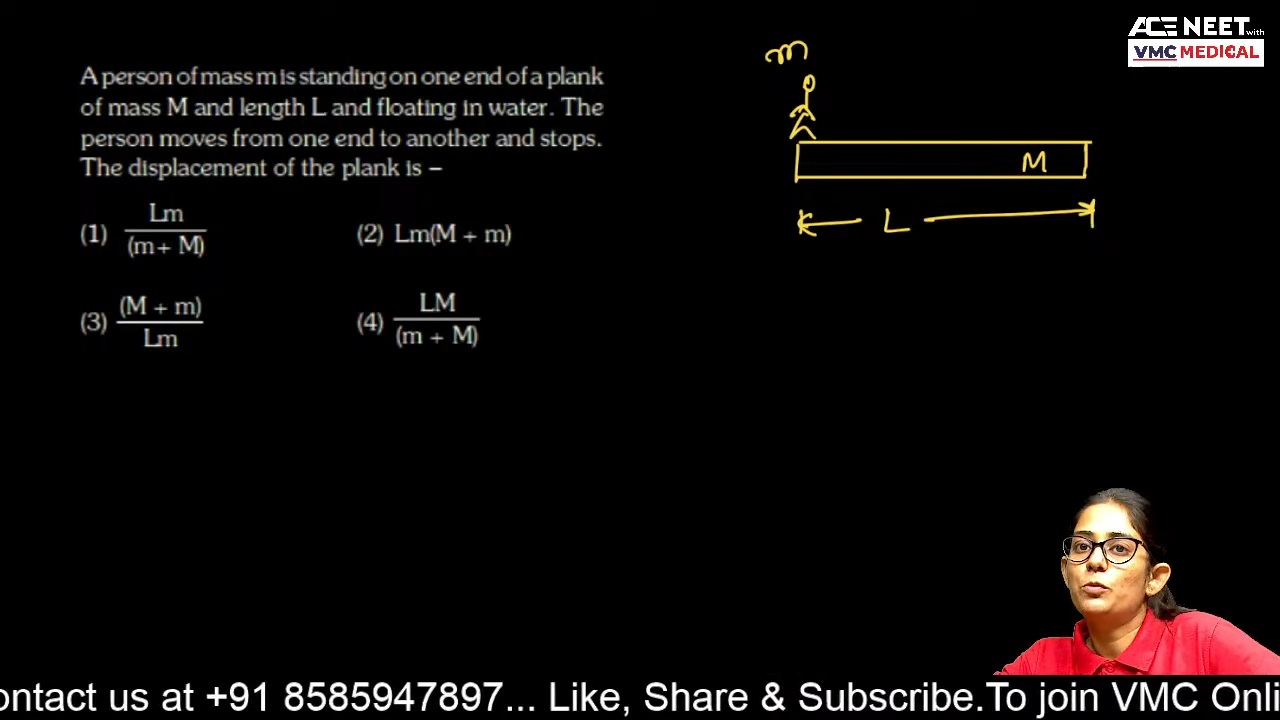 ACE NEET with
VMC MEDICAL
m
A person of mass m is standing on one end of a plank
of mass M and length L and floating in water. The
person moves from one end to another and stops.
The displacement of the plank is –
M
L
(1) Lm
(m + M)
(2) Lm(M + m)
(3) (M + m)
Lm
(4) LM
(m + M)
ontact us at +91 8585947897... Like, Share & Subscribe.To join VMC Onli